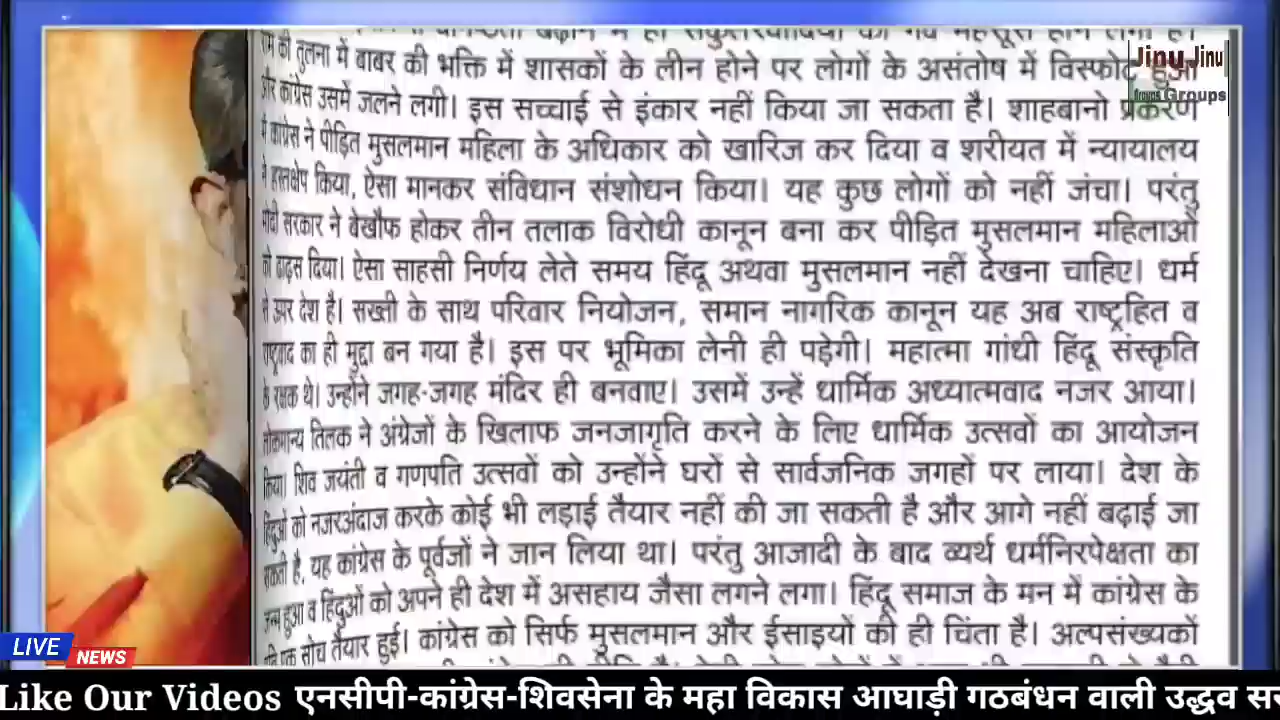 राम की तुलना में बाबर की भक्ति में शासकों के लीन होने पर लोगों के असंतोष में विस्फोट हुआ
और कांग्रेस उसमें जलने लगी। इस सच्चाई से इंकार नहीं किया जा सकता है। शाहबानो प्रकरण
में कांग्रेस ने पीड़ित मुसलमान महिला के अधिकार को खारिज कर दिया व शरीयत में न्यायालय
ने हस्तक्षेप किया, ऐसा मानकर संविधान संशोधन किया। यह कुछ लोगों को नहीं जंचा। परंतु
मोदी सरकार ने बेखौफ होकर तीन तलाक विरोधी कानून बना कर पीड़ित मुसलमान महिलाओं
को ढाढ़स दिया। ऐसा साहसी निर्णय लेते समय हिंदू अथवा मुसलमान नहीं देखना चाहिए। धर्म
से ऊपर देश है। सख्ती के साथ परिवार नियोजन, समान नागरिक कानून यह अब राष्ट्रहित व
राष्ट्रवाद का ही मुद्दा बन गया है। इस पर भूमिका लेनी ही पड़ेगी। महात्मा गांधी हिंदू संस्कृति
के रक्षक थे। उन्होंने जगह-जगह मंदिर ही बनवाए। उसमें उन्हें धार्मिक अध्यात्मवाद नजर आया।
लोकमान्य तिलक ने अंग्रेजों के खिलाफ जनजागृति करने के लिए धार्मिक उत्सवों का आयोजन
किया। शिव जयंती व गणपति उत्सवों को उन्होंने घरों से सार्वजनिक जगहों पर लाया। देश के
हिंदुओं को नजरअंदाज करके कोई भी लड़ाई तैयार नहीं की जा सकती है और आगे नहीं बढ़ाई जा
सकती है, यह कांग्रेस के पूर्वजों ने जान लिया था। परंतु आजादी के बाद व्यर्थ धर्मनिरपेक्षता का
जन्म हुआ व हिंदुओं को अपने ही देश में असहाय जैसा लगने लगा। हिंदू समाज के मन में कांग्रेस के
प्रति एक सोच तैयार हुई। कांग्रेस को सिर्फ मुसलमान और ईसाइयों की ही चिंता है। अल्पसंख्यकों
Jinu Jinu
Groups Groups
LIVE
NEWS
Like Our Videos एनसीपी-कांग्रेस-शिवसेना के महा विकास आघाड़ी गठबंधन वाली उद्धव